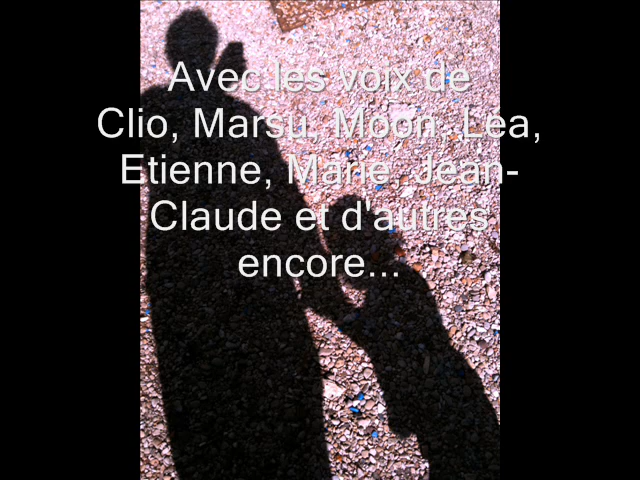 Avec les voix de
Clio, Marsu, Moon, Léa,
Etienne, Marie, Jean-
Claude et d'autres
encore...